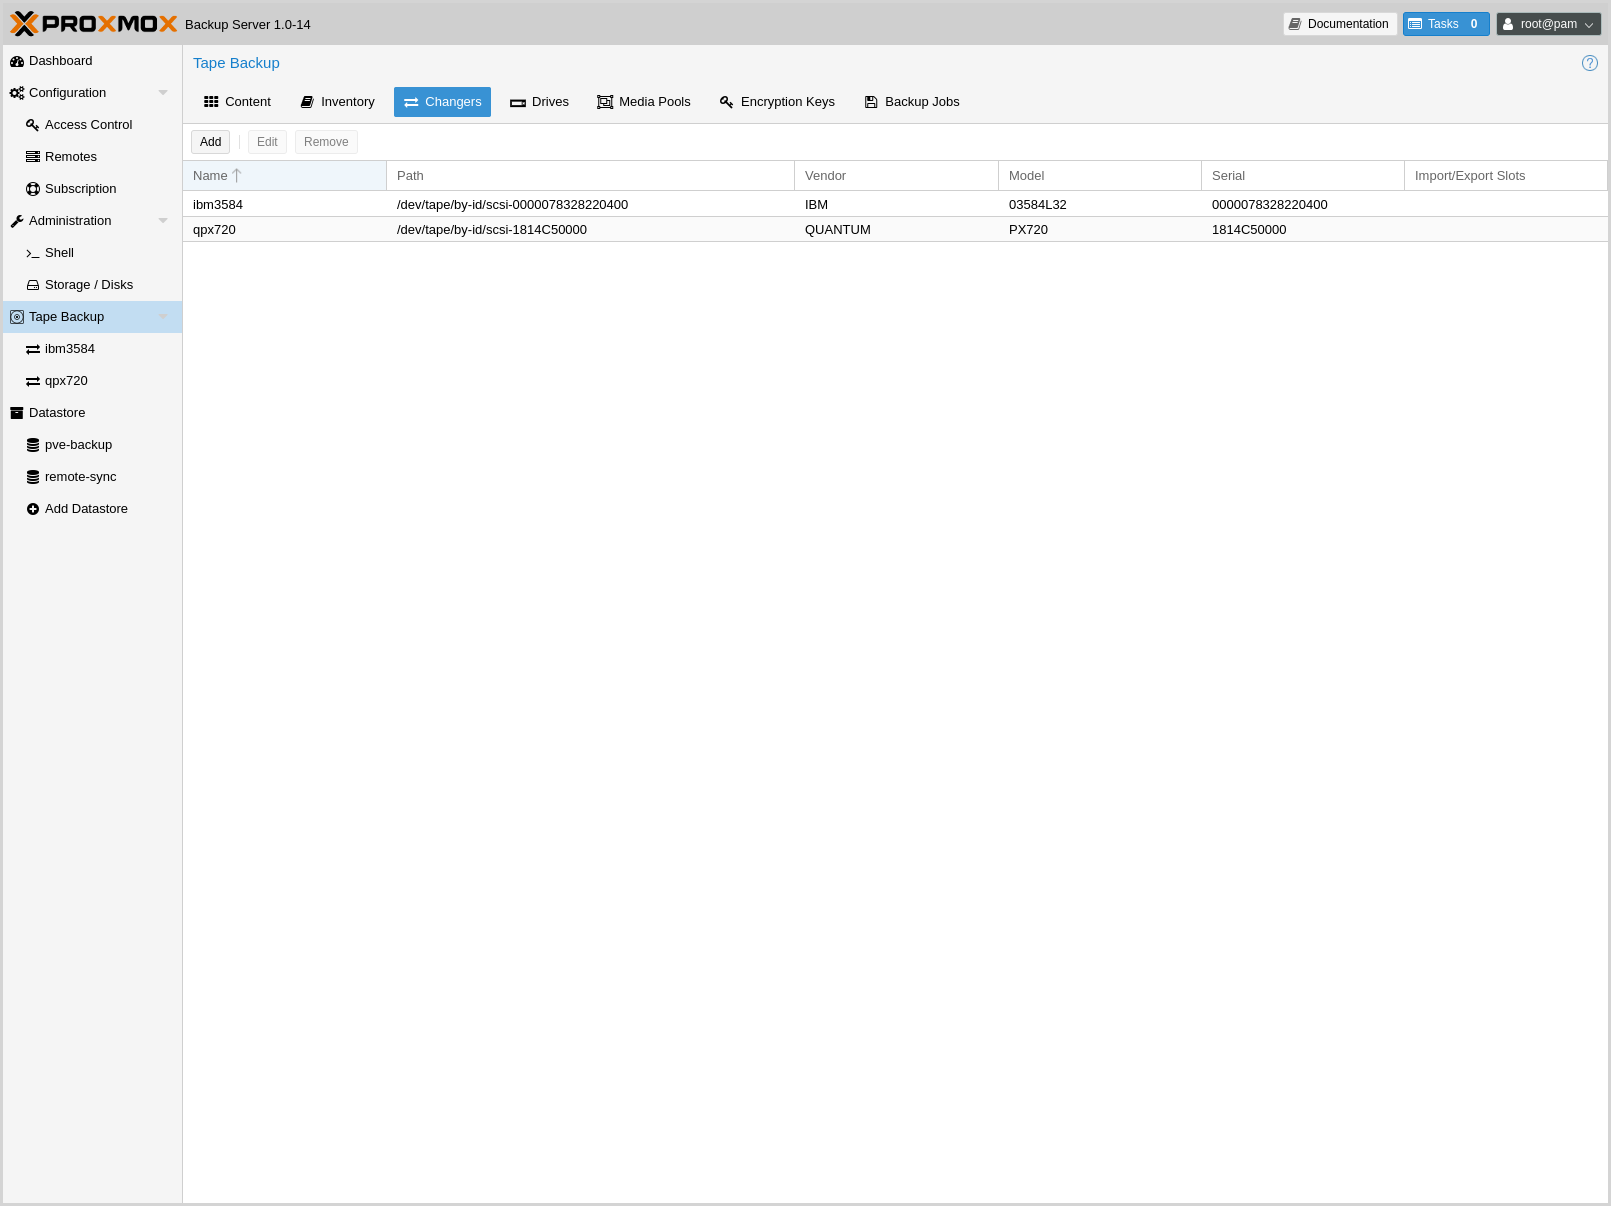 PROXMOX Backup Server 1.0-14 Documentation Tasks 0 root@pam
Dashboard
Configuration
Access Control
Remotes
Subscription
Administration
Shell
Storage / Disks
Tape Backup
ibm3584
qpx720
Datastore
pve-backup
remote-sync
Add Datastore
Tape Backup
Content Inventory Changers Drives Media Pools Encryption Keys Backup Jobs
Add Edit Remove
Name Path Vendor Model Serial Import/Export Slots
ibm3584 /dev/tape/by-id/scsi-0000078328220400 IBM 03584L32 0000078328220400
qpx720 /dev/tape/by-id/scsi-1814C50000 QUANTUM PX720 1814C50000